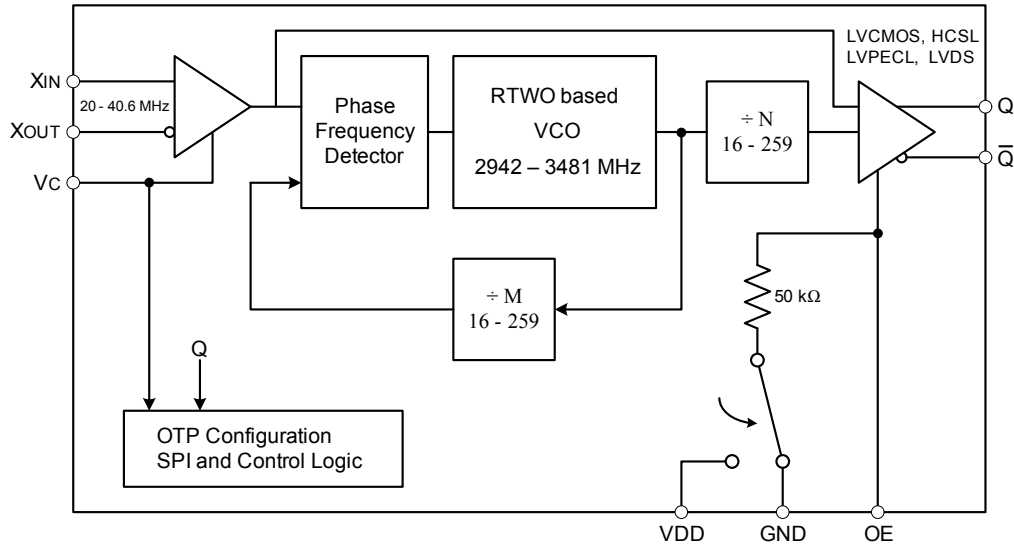 LVCMOS, HCSL
LVPECL, LVDS
XIN
20 - 40.6 MHz
XOUT
VC
Phase
Frequency
Detector
RTWO based
VCO
2942 – 3481 MHz
÷ N
16 - 259
Q
Q̅
÷ M
16 - 259
50 kΩ
Q
OTP Configuration
SPI and Control Logic
VDD
GND
OE